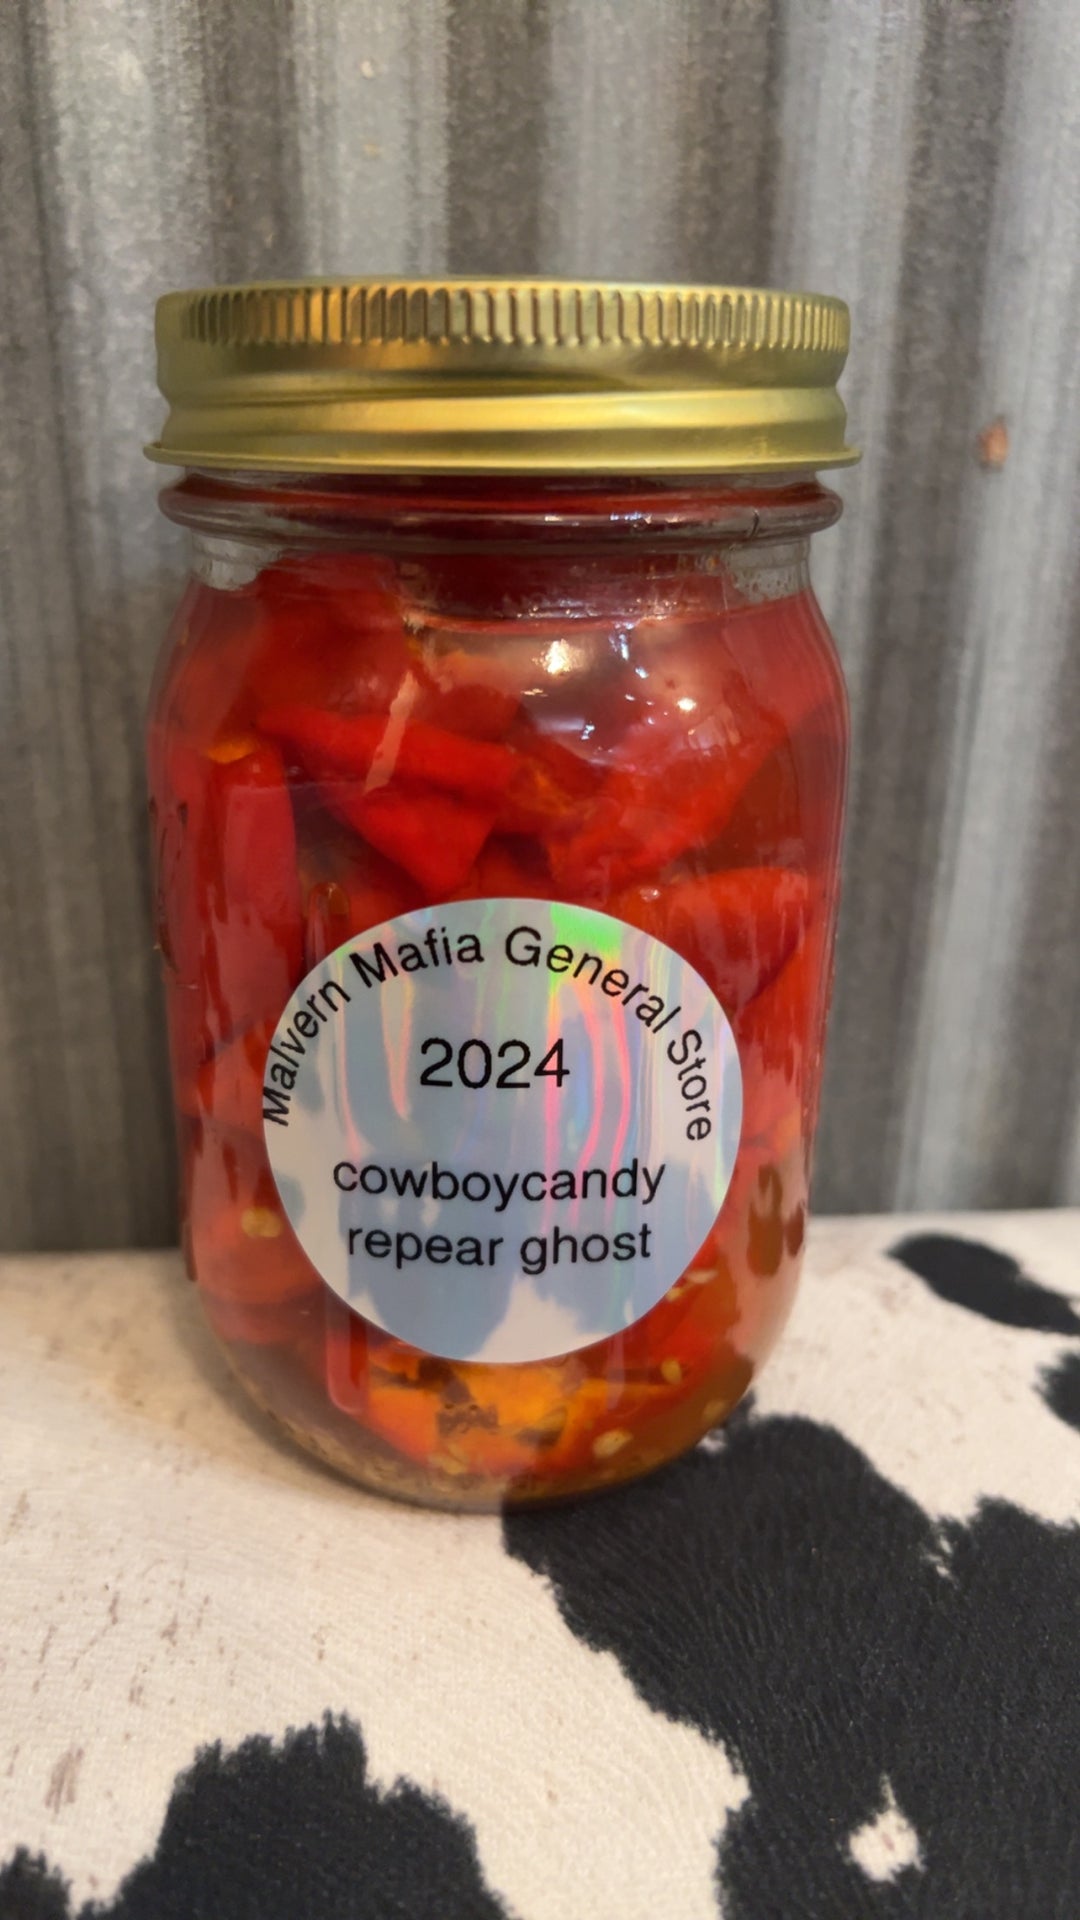 Malvern Mafia General Store
2024
cowboycandy
repear ghost